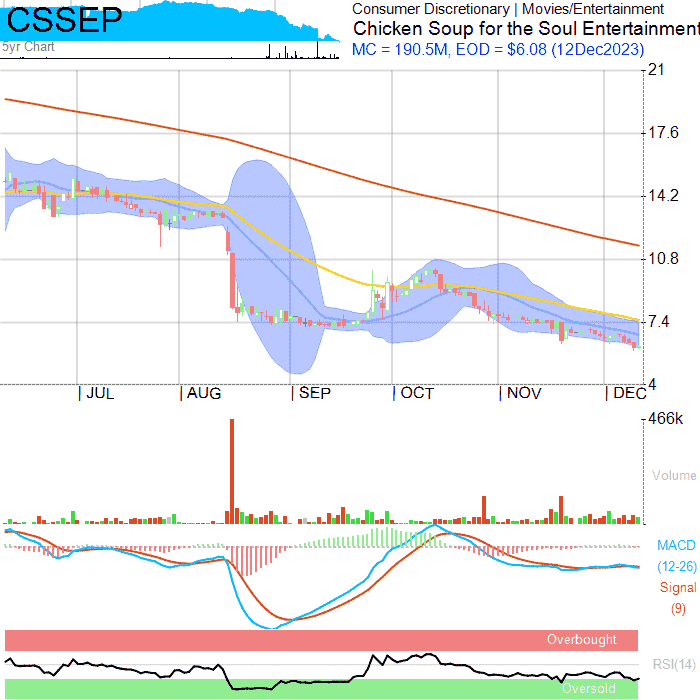 CSSEP
5yr Chart
Consumer Discretionary | Movies/Entertainment
Chicken Soup for the Soul Entertainment
MC = 190.5M, EOD = $6.08 (12Dec2023)
21
17.6
14.2
10.8
7.4
4
JUL
AUG
SEP
OCT
NOV
DEC
466k
Volume
MACD
(12-26)
Signal
(9)
Overbought
RSI(14)
Oversold